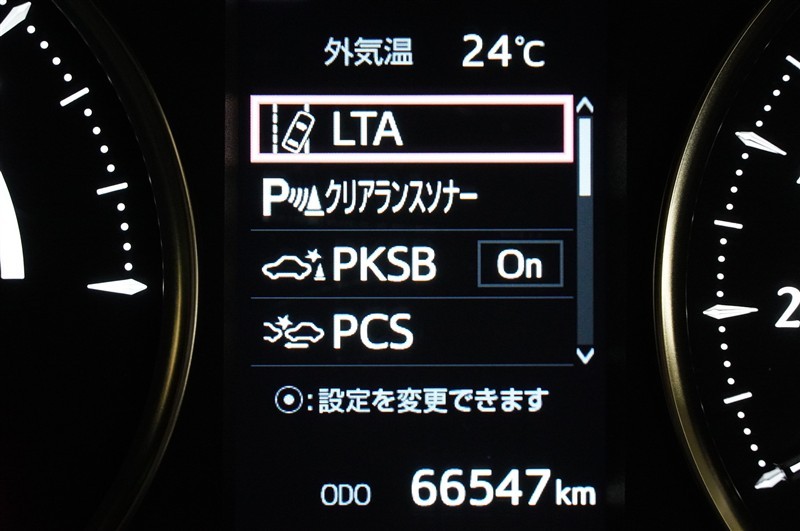 外気温 24℃
LTA
Pクリアランスソナー
PKSB On
PCS
⦿:設定を変更できます
ODO 66547km
2